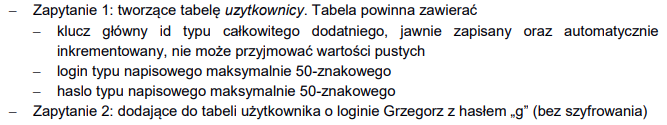 – Zapytanie 1: tworzące tabelę uzytkownicy. Tabela powinna zawierać
– klucz główny id typu całkowitego dodatniego, jawnie zapisany oraz automatycznie
inkrementowany, nie może przyjmować wartości pustych
– login typu napisowego maksymalnie 50-znakowego
– haslo typu napisowego maksymalnie 50-znakowego
– Zapytanie 2: dodające do tabeli użytkownika o loginie Grzegorz z hasłem „g” (bez szyfrowania)